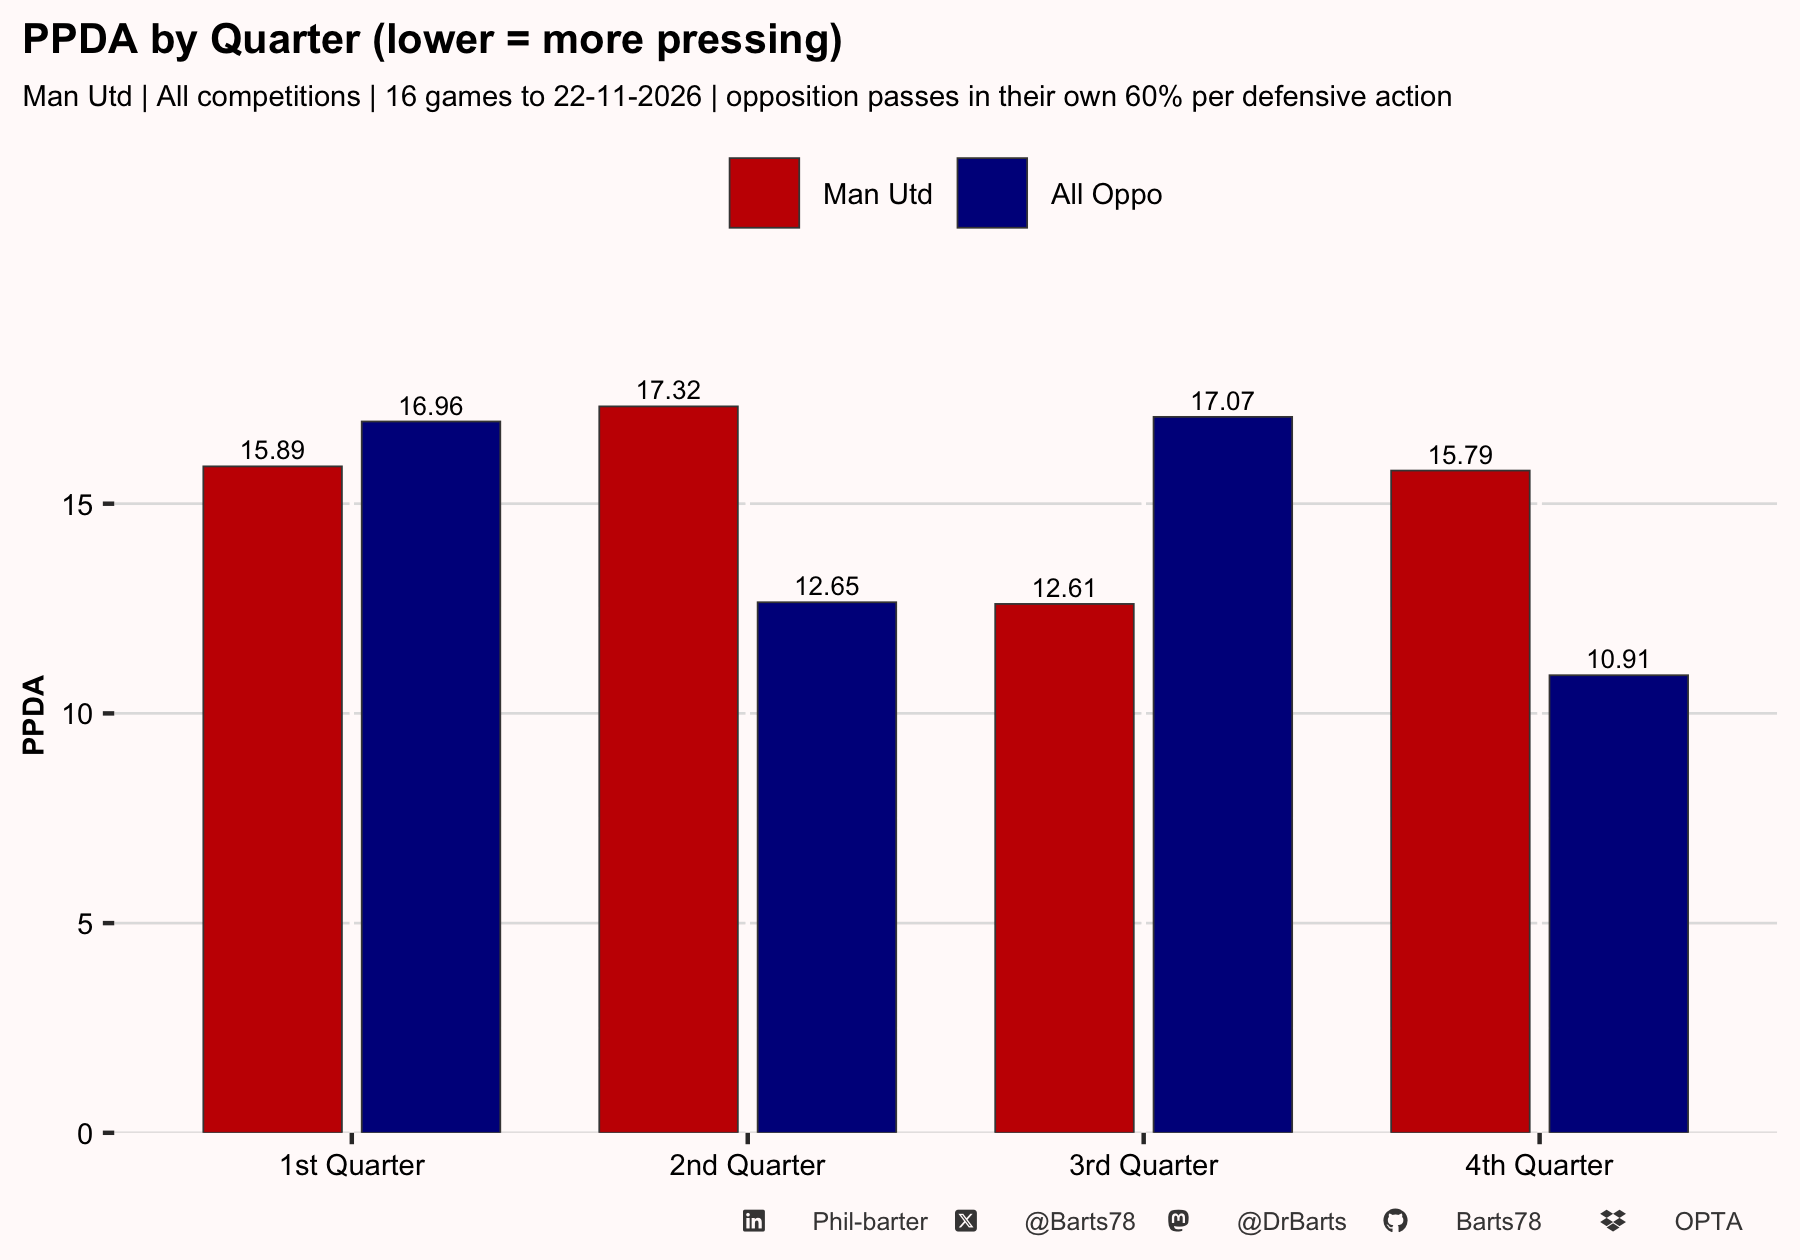 PPDA by Quarter (lower = more pressing)
Man Utd | All competitions | 16 games to 22-11-2026 | opposition passes in their own 60% per defensive action
Man Utd All Oppo
17.32
16.96 17.07
15.89 15.79
12.65 12.61
10.91
15
10
5
0
PPDA
1st Quarter 2nd Quarter 3rd Quarter 4th Quarter
Phil-barter @Barts78 @DrBarts Barts78 OPTA